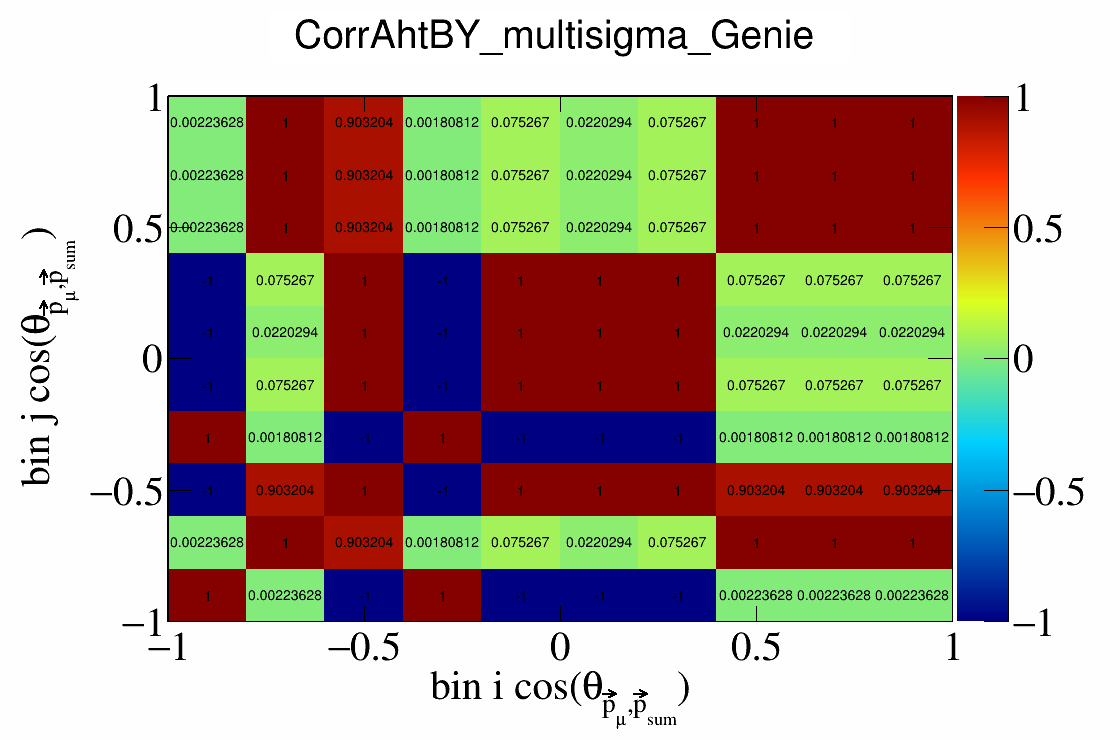 CorrAhtBY_multisigma_Genie
1 0.00223628 1 0.903204 0.00180812 0.075267 0.0220294 0.075267 1 1 1 1
0.00223628 1 0.903204 0.00180812 0.075267 0.0220294 0.075267 1 1 1
0.5 0.00223628 1 0.903204 0.00180812 0.075267 0.0220294 0.075267 1 1 1 0.5
-1 0.075267 1 -1 1 1 1 0.075267 0.075267 0.075267
-1 0.0220294 1 -1 1 1 1 0.0220294 0.0220294 0.0220294
0 0
-1 0.075267 1 -1 1 1 1 0.075267 0.075267 0.075267
1 0.00180812 -1 1 -1 -1 -1 0.00180812 0.00180812 0.00180812
−0.5 -1 0.903204 1 -1 1 1 1 0.903204 0.903204 0.903204 −0.5
0.00223628 1 0.903204 0.00180812 0.075267 0.0220294 0.075267 1 1 1
1 0.00223628 -1 1 -1 -1 -1 0.00223628 0.00223628 0.00223628
−1 −1
−1 −0.5 0 0.5 1
bin i cos(θp⃗μ,p⃗sum)
bin j cos(θp⃗μ,p⃗sum)